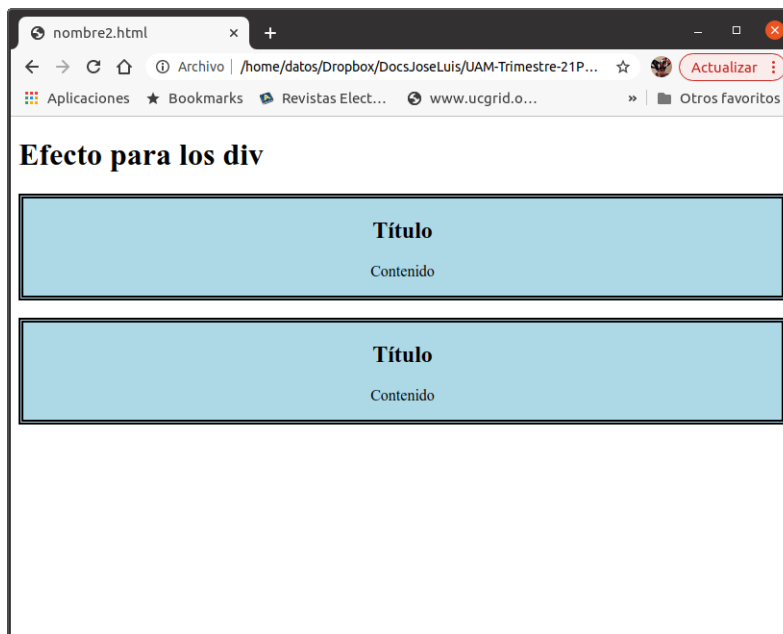 nombre2.html
Archivo /home/datos/Dropbox/DocsJoseLuis/UAM-Trimestre-21P...
Actualizar
Aplicaciones Bookmarks Revistas Elect... www.ucgrid.o... » Otros favoritos
Efecto para los div
Título
Contenido
Título
Contenido